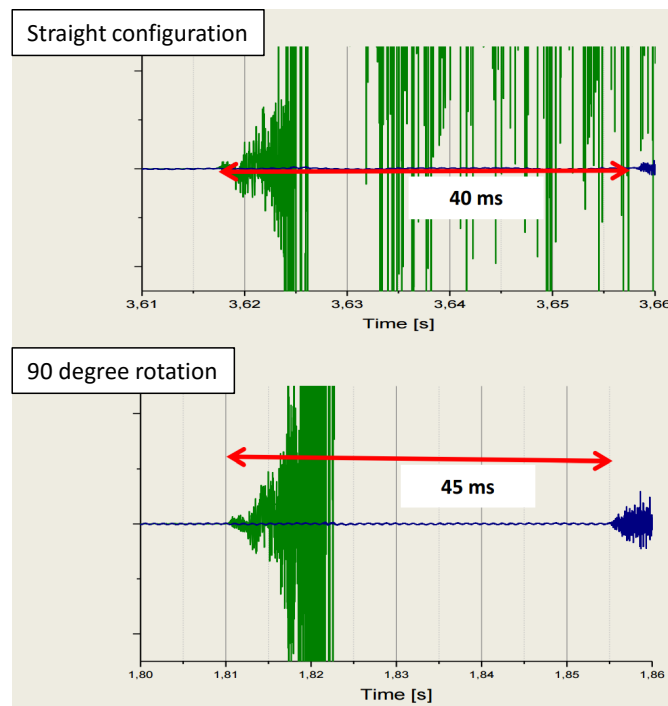 Straight configuration
40 ms
3,61 3,62 3,63 3,64 3,65 3,66
Time [s]
90 degree rotation
45 ms
1,80 1,81 1,82 1,83 1,84 1,85 1,86
Time [s]